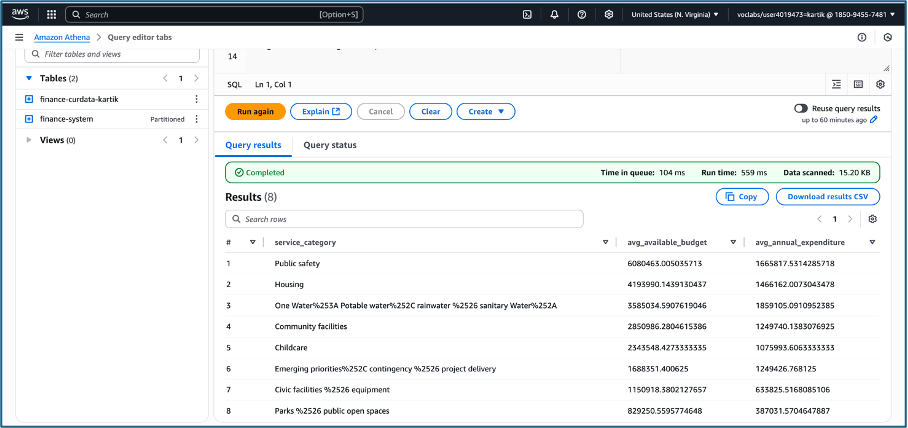 aws Search [Option+S] United States (N. Virginia) voclabs/user4019473=kartik @ 1850-9455-7481
Amazon Athena > Query editor tabs
Filter tables and views
Tables (2) 1
finance-curdata-kartik
finance-system Partitioned
Views (0) 1
14
SQL Ln 1, Col 1
Run again Explain Cancel Clear Create
Reuse query results
up to 60 minutes ago
Query results Query status
Completed Time in queue: 104 ms Run time: 559 ms Data scanned: 15.20 KB
Results (8) Copy Download results CSV
Search rows 1
# service_category avg_available_budget avg_annual_expenditure
1 Public safety 6080463.005035713 1665817.5314285718
2 Housing 4193990.1439130437 1466162.0073043478
3 One Water%253A Potable water%252C rainwater %2526 sanitary Water%252A 3585034.5907619046 1859105.0910952385
4 Community facilities 2850986.2804615386 1249740.1383076925
5 Childcare 2343548.4273333335 1075993.6063333333
6 Emerging priorities%252C contingency %2526 project delivery 1688351.400625 1249426.768125
7 Civic facilities %2526 equipment 1150918.3802127657 633825.5168085106
8 Parks %2526 public open spaces 829250.5595774648 387031.5704647887